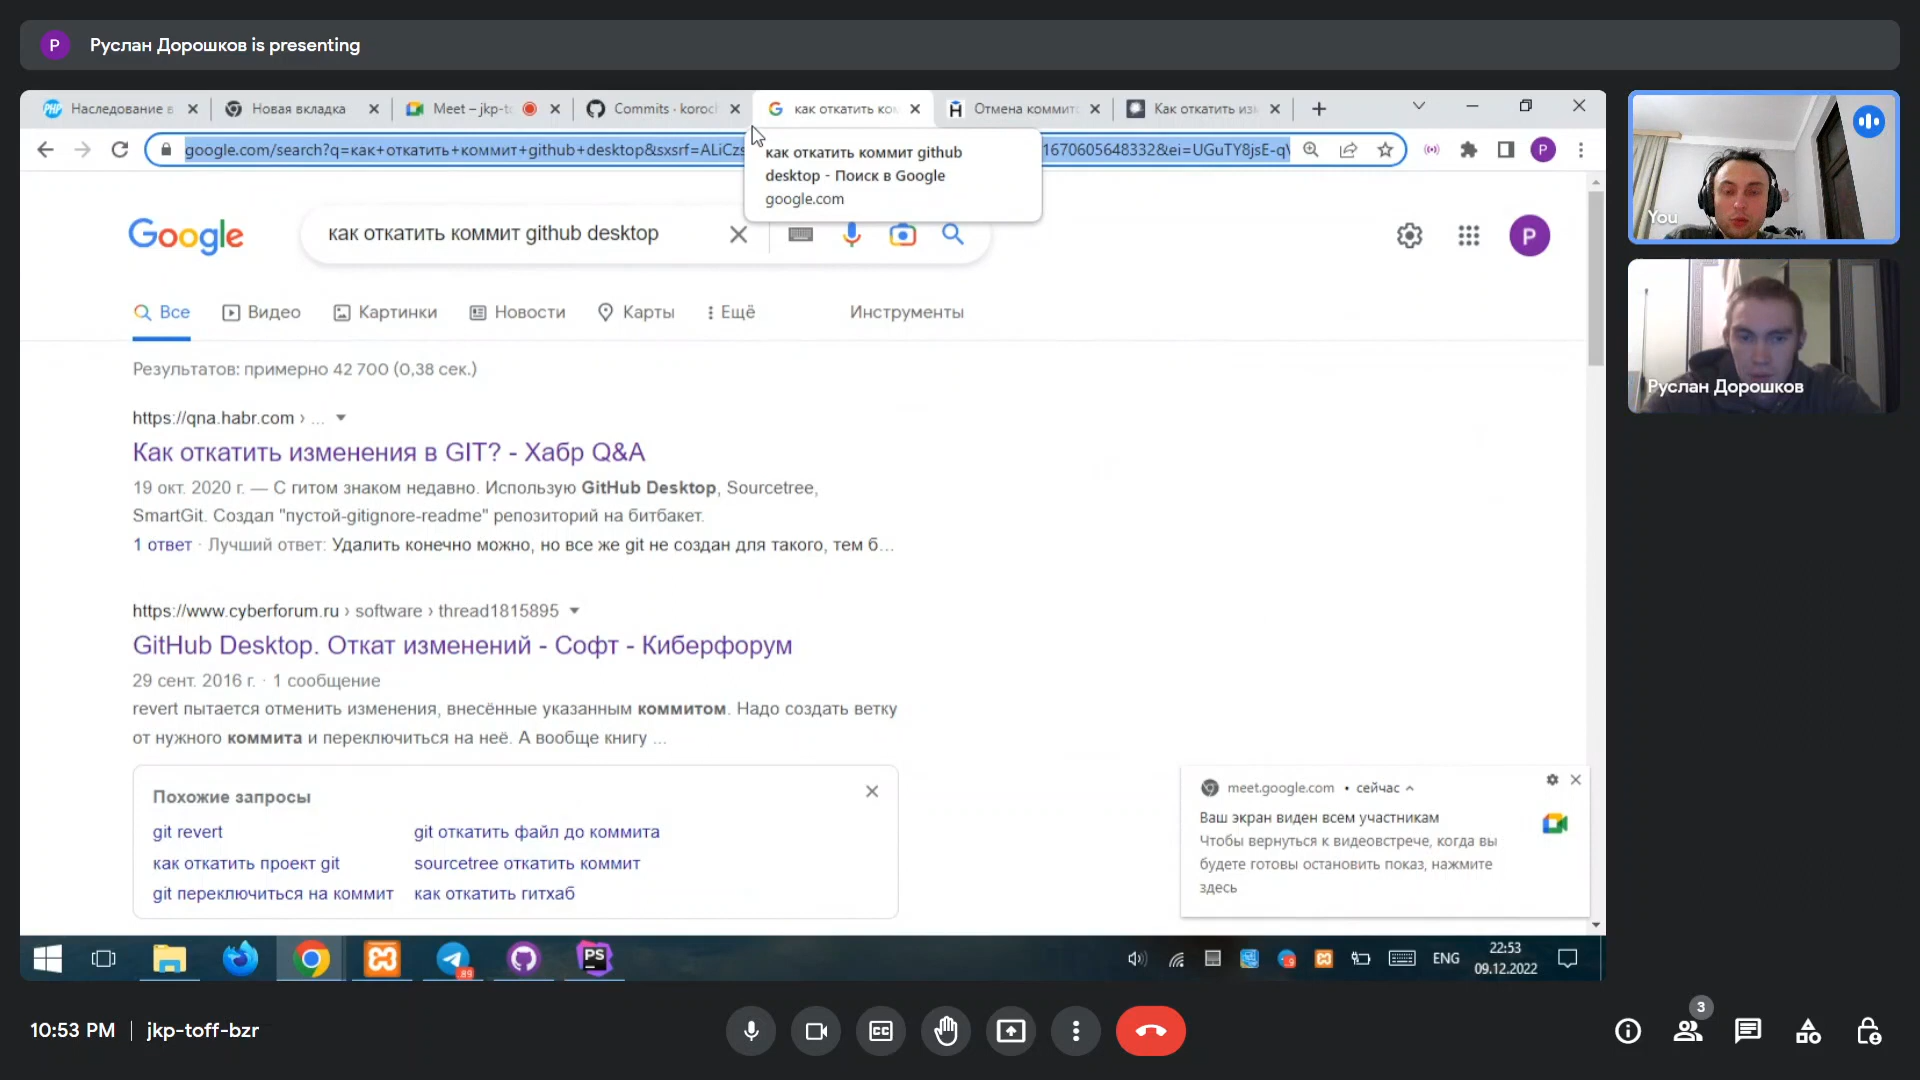 P
Руслан Дорошков is presenting
Наследование в
Новая вкладка
Meet – jkp-to
Commits · koroch
как откатить ком
Отмена коммито
Как откатить изм
google.com/search?q=как+откатить+коммит+github+desktop&sxsrf=ALiCzs
1670605648332&ei=UGuTY8jsE-q
P
как откатить коммит github
desktop - Поиск в Google
google.com
Google
как откатить коммит github desktop
P
Все
Видео
Картинки
Новости
Карты
Ещё
Инструменты
Результатов: примерно 42 700 (0,38 сек.)
https://qna.habr.com › ...
Как откатить изменения в GIT? - Хабр Q&A
19 окт. 2020 г. — С гитом знаком недавно. Использую GitHub Desktop, Sourcetree,
SmartGit. Создал "пустой-gitignore-readme" репозиторий на битбакет.
1 ответ · Лучший ответ: Удалить конечно можно, но все же git не создан для такого, тем б...
https://www.cyberforum.ru › software › thread1815895
GitHub Desktop. Откат изменений - Софт - Киберфорум
29 сент. 2016 г. · 1 сообщение
revert пытается отменить изменения, внесённые указанным коммитом. Надо создать ветку
от нужного коммита и переключиться на неё. А вообще книгу ...
Похожие запросы
git revert
git откатить файл до коммита
как откатить проект git
sourcetree откатить коммит
git переключиться на коммит
как откатить гитхаб
meet.google.com • сейчас
Ваш экран виден всем участникам
Чтобы вернуться к видеовстрече, когда вы
будете готовы остановить показ, нажмите
здесь
You
Руслан Дорошков
89
PS
ENG
22:53
09.12.2022
10:53 PM | jkp-toff-bzr
CC
3